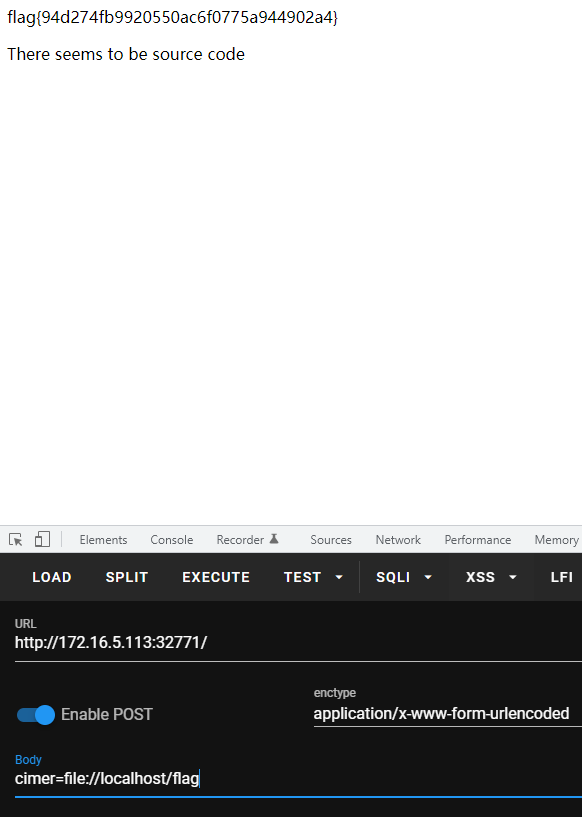 flag{94d274fb9920550ac6f0775a944902a4}
There seems to be source code
Elements Console Recorder Sources Network Performance Memory
LOAD SPLIT EXECUTE TEST SQLI XSS LFI
URL
http://172.16.5.113:32771/
Enable POST
enctype
application/x-www-form-urlencoded
Body
cimer=file://localhost/flag